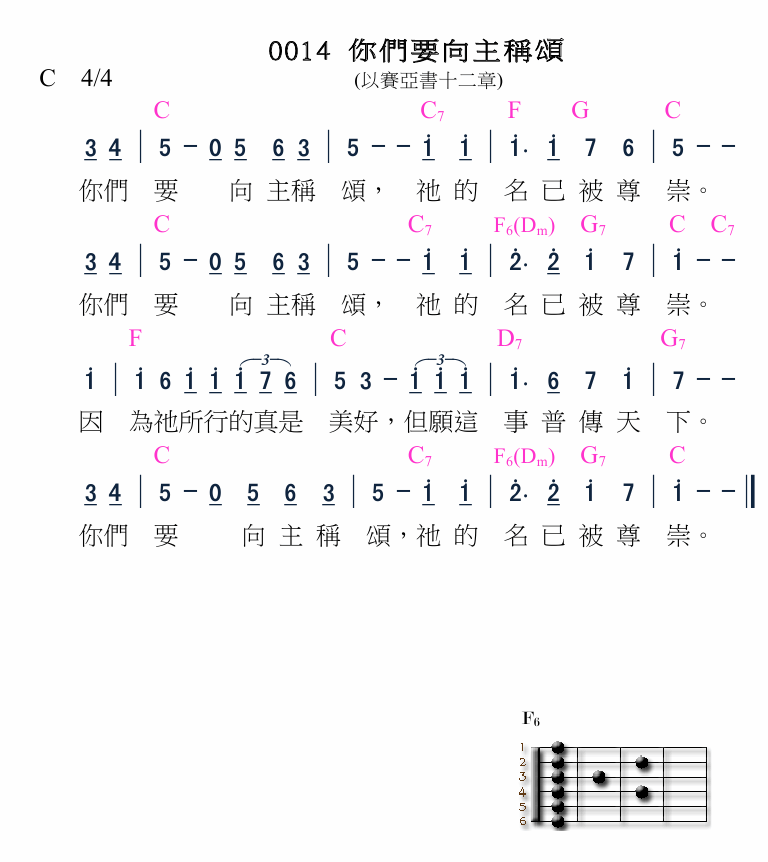 0014 你們要向主稱頌
C 4/4 (以賽亞書十二章)
C C7 F G C
3 4 | 5 - 0 5 6 3 | 5 - - i i | i· i 7 6 | 5 - -
你們 要 向 主稱 頌， 祂 的 名 已 被 尊 崇。
C C7 F6(Dm) G7 C C7
3 4 | 5 - 0 5 6 3 | 5 - - i i | 2̇· 2̇ i 7 | i - -
你們 要 向 主稱 頌， 祂 的 名 已 被 尊 崇。
F C D7 G7
3 3
i | i 6 i i i 7 6 | 5 3 - i i i | i· 6 7 i | 7 - -
因 為祂所行的真是 美好，但願這 事 普 傳 天 下。
C C7 F6(Dm) G7 C
3 4 | 5 - 0 5 6 3 | 5 - i i | 2̇· 2̇ i 7 | i - - ‖
你們 要 向 主 稱 頌，祂 的 名 已 被 尊 崇。
F6
1
2
3
4
5
6